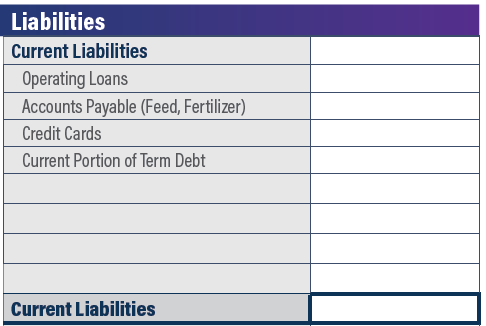 Liabilities
Current Liabilities
Operating Loans
Accounts Payable (Feed, Fertilizer)
Credit Cards
Current Portion of Term Debt
Current Liabilities